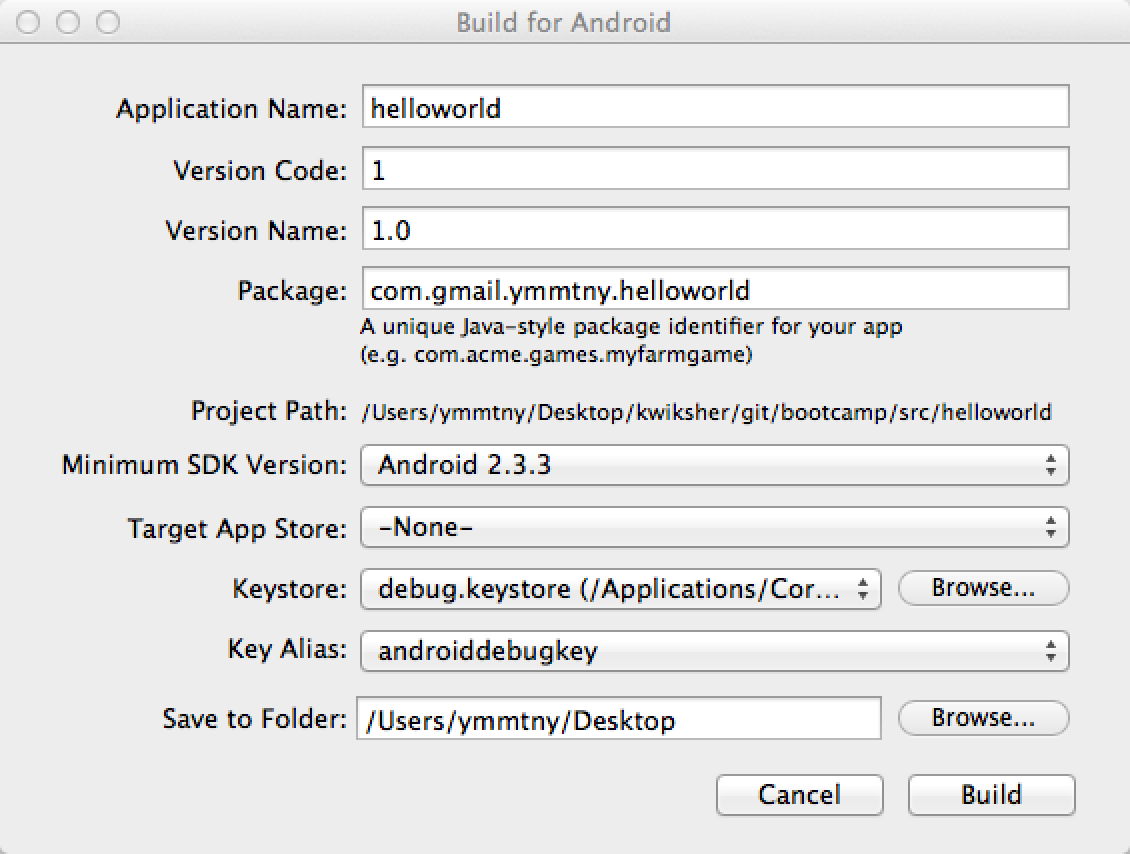 Build for Android
Application Name: helloworld
Version Code: 1
Version Name: 1.0
Package: com.gmail.ymmtny.helloworld
A unique Java-style package identifier for your app
(e.g. com.acme.games.myfarmgame)
Project Path: /Users/ymmtny/Desktop/kwiksher/git/bootcamp/src/helloworld
Minimum SDK Version: Android 2.3.3
Target App Store: -None-
Keystore: debug.keystore (/Applications/Cor... Browse...
Key Alias: androiddebugkey
Save to Folder: /Users/ymmtny/Desktop Browse...
Cancel Build